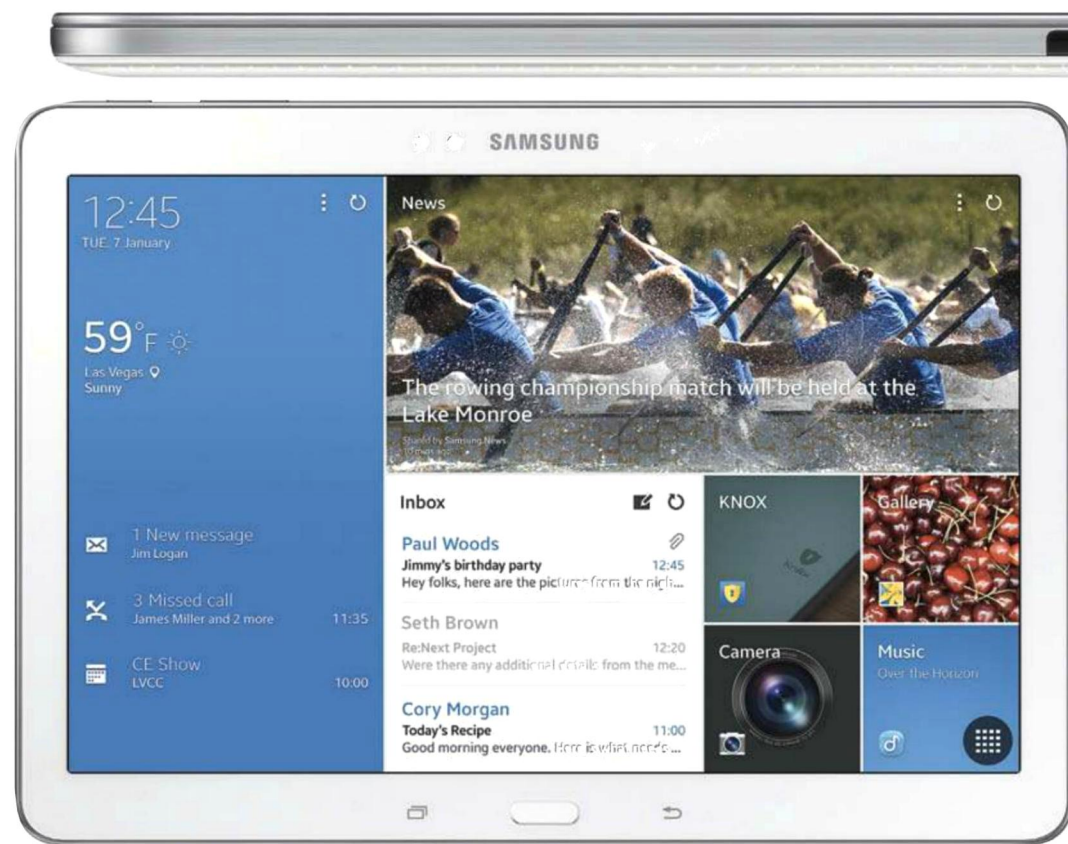 SAMSUNG
12:45
TUE, 7 January
59°F
Las Vegas
Sunny
1 New message
Jim Logan
3 Missed call
James Miller and 2 more 11:35
CE Show
LVCC 10:00
News
The rowing championship match will be held at the
Lake Monroe
Shared by Samsung News
Inbox
Paul Woods
Jimmy's birthday party 12:45
Hey folks, here are the pictures from the nigh...
Seth Brown
Re:Next Project 12:20
Were there any additional details from the me...
Cory Morgan
Today's Recipe 11:00
Good morning everyone. Here is what needs ...
KNOX
Gallery
Camera
Music
Over the Horizon